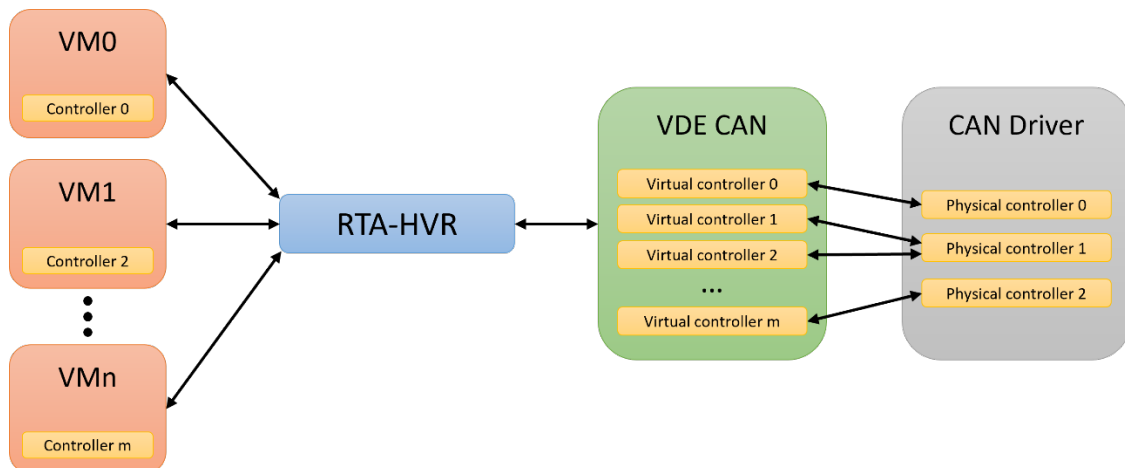 VM0
Controller 0
VM1
Controller 2
VMn
Controller m
RTA-HVR
VDE CAN
Virtual controller 0
Virtual controller 1
Virtual controller 2
...
Virtual controller m
CAN Driver
Physical controller 0
Physical controller 1
Physical controller 2